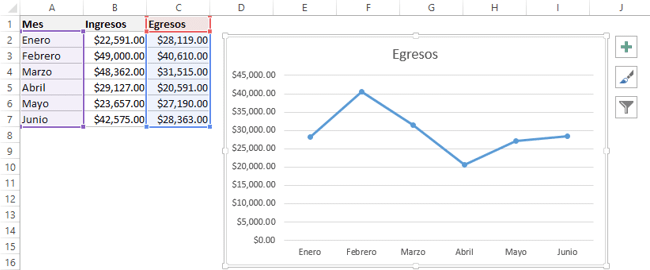 A B C D E F G H I J
1 Mes Ingresos Egresos
2 Enero $22,591.00 $28,119.00
3 Febrero $49,000.00 $40,610.00
4 Marzo $48,362.00 $31,515.00
5 Abril $29,127.00 $20,591.00
6 Mayo $23,657.00 $27,190.00
7 Junio $42,575.00 $28,363.00
8
9
10
11
12
13
14
15
16
Egresos
$45,000.00
$40,000.00
$35,000.00
$30,000.00
$25,000.00
$20,000.00
$15,000.00
$10,000.00
$5,000.00
$0.00
Enero Febrero Marzo Abril Mayo Junio